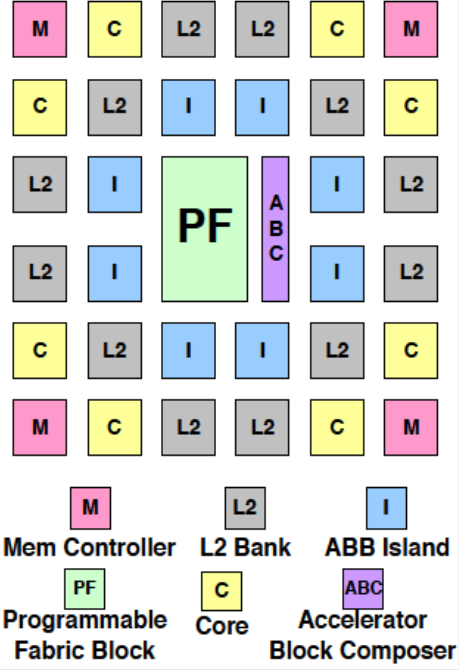 M C L2 L2 C M
C L2 I I L2 C
L2 I PF A I L2
B
C
L2 I I L2
C L2 I I L2 C
M C L2 L2 C M
M L2 I
Mem Controller L2 Bank ABB Island
PF C ABC
Programmable Core Accelerator
Fabric Block Block Composer